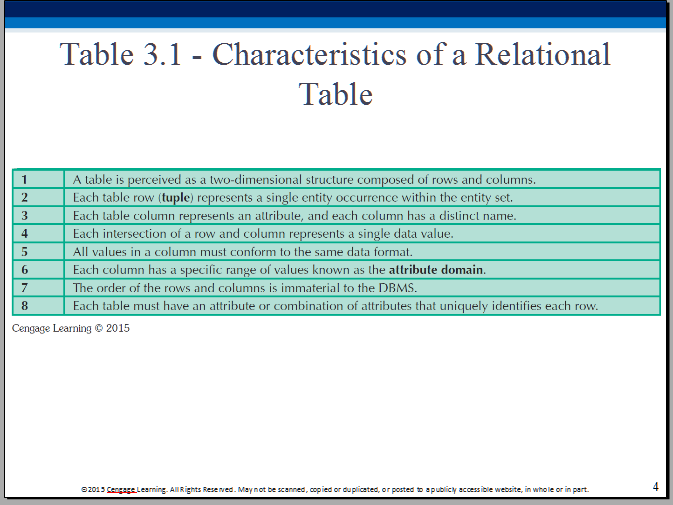 Table 3.1 - Characteristics of a Relational
Table
1 A table is perceived as a two-dimensional structure composed of rows and columns.
2 Each table row (tuple) represents a single entity occurrence within the entity set.
3 Each table column represents an attribute, and each column has a distinct name.
4 Each intersection of a row and column represents a single data value.
5 All values in a column must conform to the same data format.
6 Each column has a specific range of values known as the attribute domain.
7 The order of the rows and columns is immaterial to the DBMS.
8 Each table must have an attribute or combination of attributes that uniquely identifies each row.
Cengage Learning © 2015
©2015 Cengage Learning. All Rights Reserved. May not be scanned, copied or duplicated, or posted to a publicly accessible website, in whole or in part.
4